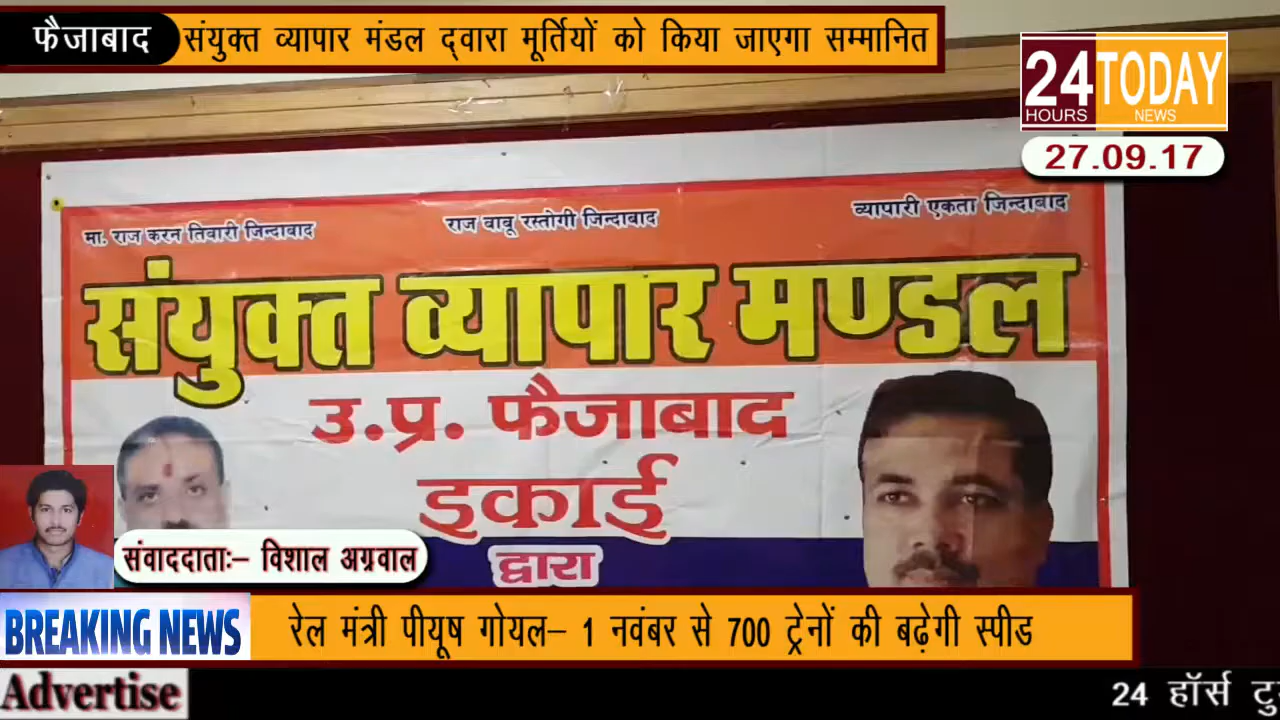 फैजाबाद
संयुक्त व्यापार मंडल द्वारा मूर्तियों को किया जाएगा सम्मानित
24 TODAY
HOURS NEWS
27.09.17
मा. राज करन तिवारी जिन्दाबाद
राज बाबू रस्तोगी जिन्दाबाद
व्यापारी एकता जिन्दाबाद
संयुक्त व्यापार मण्डल
उ.प्र. फैजाबाद
इकाई
द्वारा
संवाददाताः– विशाल अग्रवाल
BREAKING NEWS
रेल मंत्री पीयूष गोयल– 1 नवंबर से 700 ट्रेनों की बढ़ेगी स्पीड
Advertise
24 हॉर्स